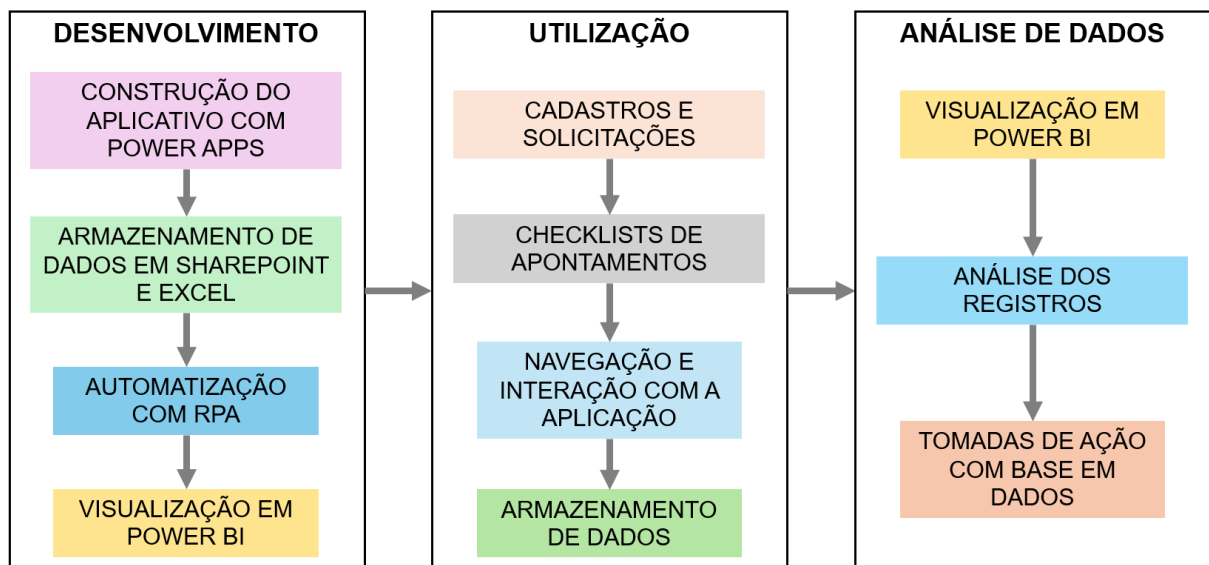 DESENVOLVIMENTO
CONSTRUÇÃO DO
APLICATIVO COM
POWER APPS
ARMAZENAMENTO DE
DADOS EM SHAREPOINT
E EXCEL
AUTOMATIZAÇÃO
COM RPA
VISUALIZAÇÃO EM
POWER BI
UTILIZAÇÃO
CADASTROS E
SOLICITAÇÕES
CHECKLISTS DE
APONTAMENTOS
NAVEGAÇÃO E
INTERAÇÃO COM A
APLICAÇÃO
ARMAZENAMENTO
DE DADOS
ANÁLISE DE DADOS
VISUALIZAÇÃO EM
POWER BI
ANÁLISE DOS
REGISTROS
TOMADAS DE AÇÃO
COM BASE EM
DADOS